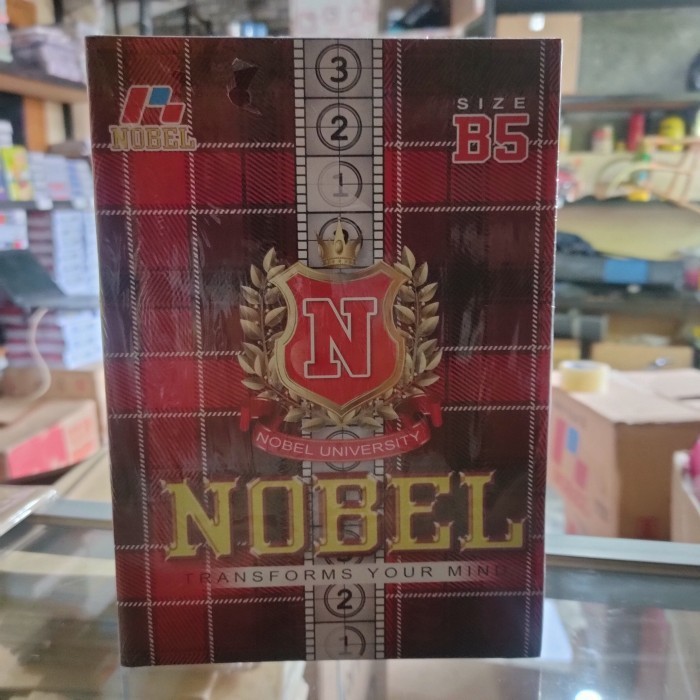 3
2
1
NOBEL
SIZE
B5
N
NOBEL UNIVERSITY
NOBEL
TRANSFORMS YOUR MIND
2
1